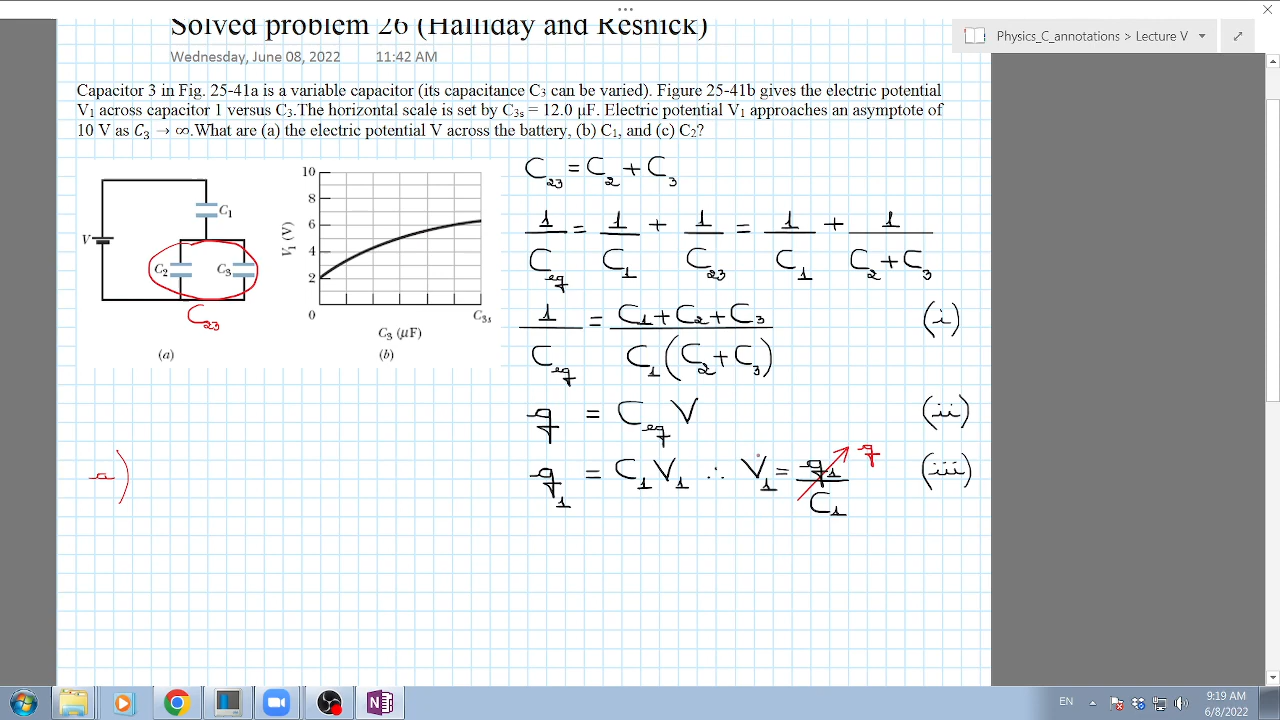 Solved problem 26 (Halliday and Resnick)
Physics_C_annotations > Lecture V
Wednesday, June 08, 2022 11:42 AM
Capacitor 3 in Fig. 25-41a is a variable capacitor (its capacitance C3 can be varied). Figure 25-41b gives the electric potential
V1 across capacitor 1 versus C3.The horizontal scale is set by C3s = 12.0 μF. Electric potential V1 approaches an asymptote of
10 V as C3 → ∞.What are (a) the electric potential V across the battery, (b) C1, and (c) C2?
V
C1
C2
C3
C23
(a)
10
8
6
4
2
0
V1 (V)
C3s
C3 (μF)
(b)
C23 = C2 + C3
1/Ceq = 1/C1 + 1/C23 = 1/C1 + 1/(C2 + C3)
1/Ceq = (C1 + C2 + C3)/(C1(C2 + C3)) (i)
q = Ceq V (ii)
a)
q1 = C1 V1 ∴ V1 = q1/C1 q (iii)
EN
9:19 AM
6/8/2022